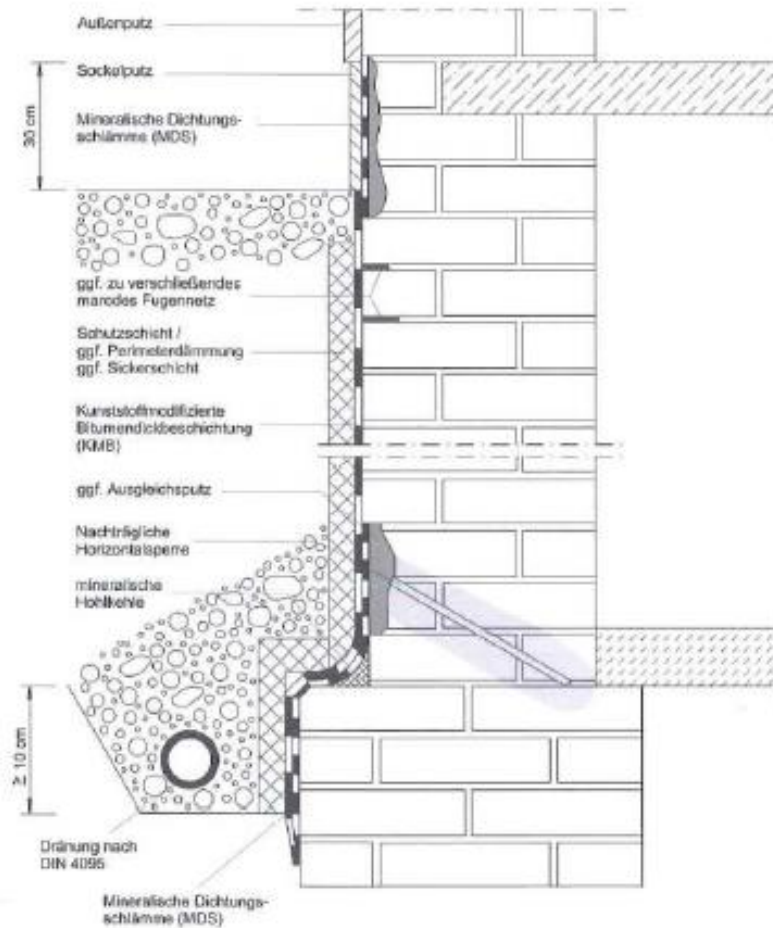 Außenputz
Sockelputz
30 cm
Mineralische Dichtungs-
schlämme (MDS)
ggf. zu verschließendes
marodes Fugennetz
Schutzschicht /
ggf. Perimeterdämmung
ggf. Sickerschicht
Kunststoffmodifizierte
Bitumendickbeschichtung
(KMB)
ggf. Ausgleichsputz
Nachträgliche
Horizontalsperre
mineralische
Hohlkehle
≥ 10 cm
Dränung nach
DIN 4095
Mineralische Dichtungs-
schlämme (MDS)